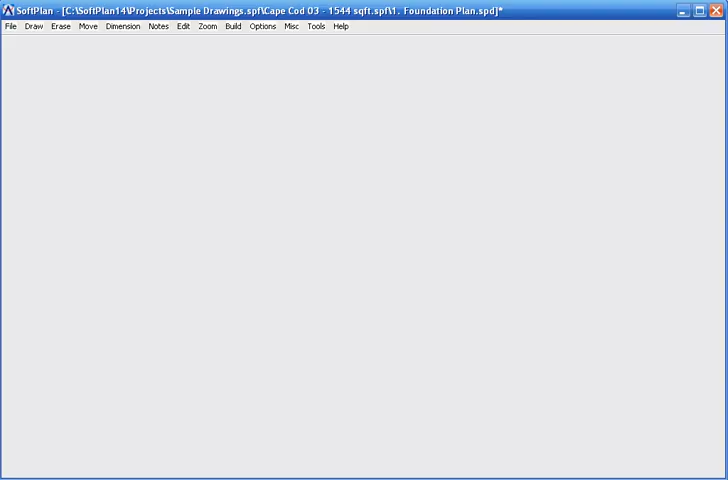 SoftPlan - [C:\SoftPlan14\Projects\Sample Drawings.spf\Cape Cod 03 - 1544 sqft.spf\1. Foundation Plan.spd]*
File Draw Erase Move Dimension Notes Edit Zoom Build Options Misc Tools Help